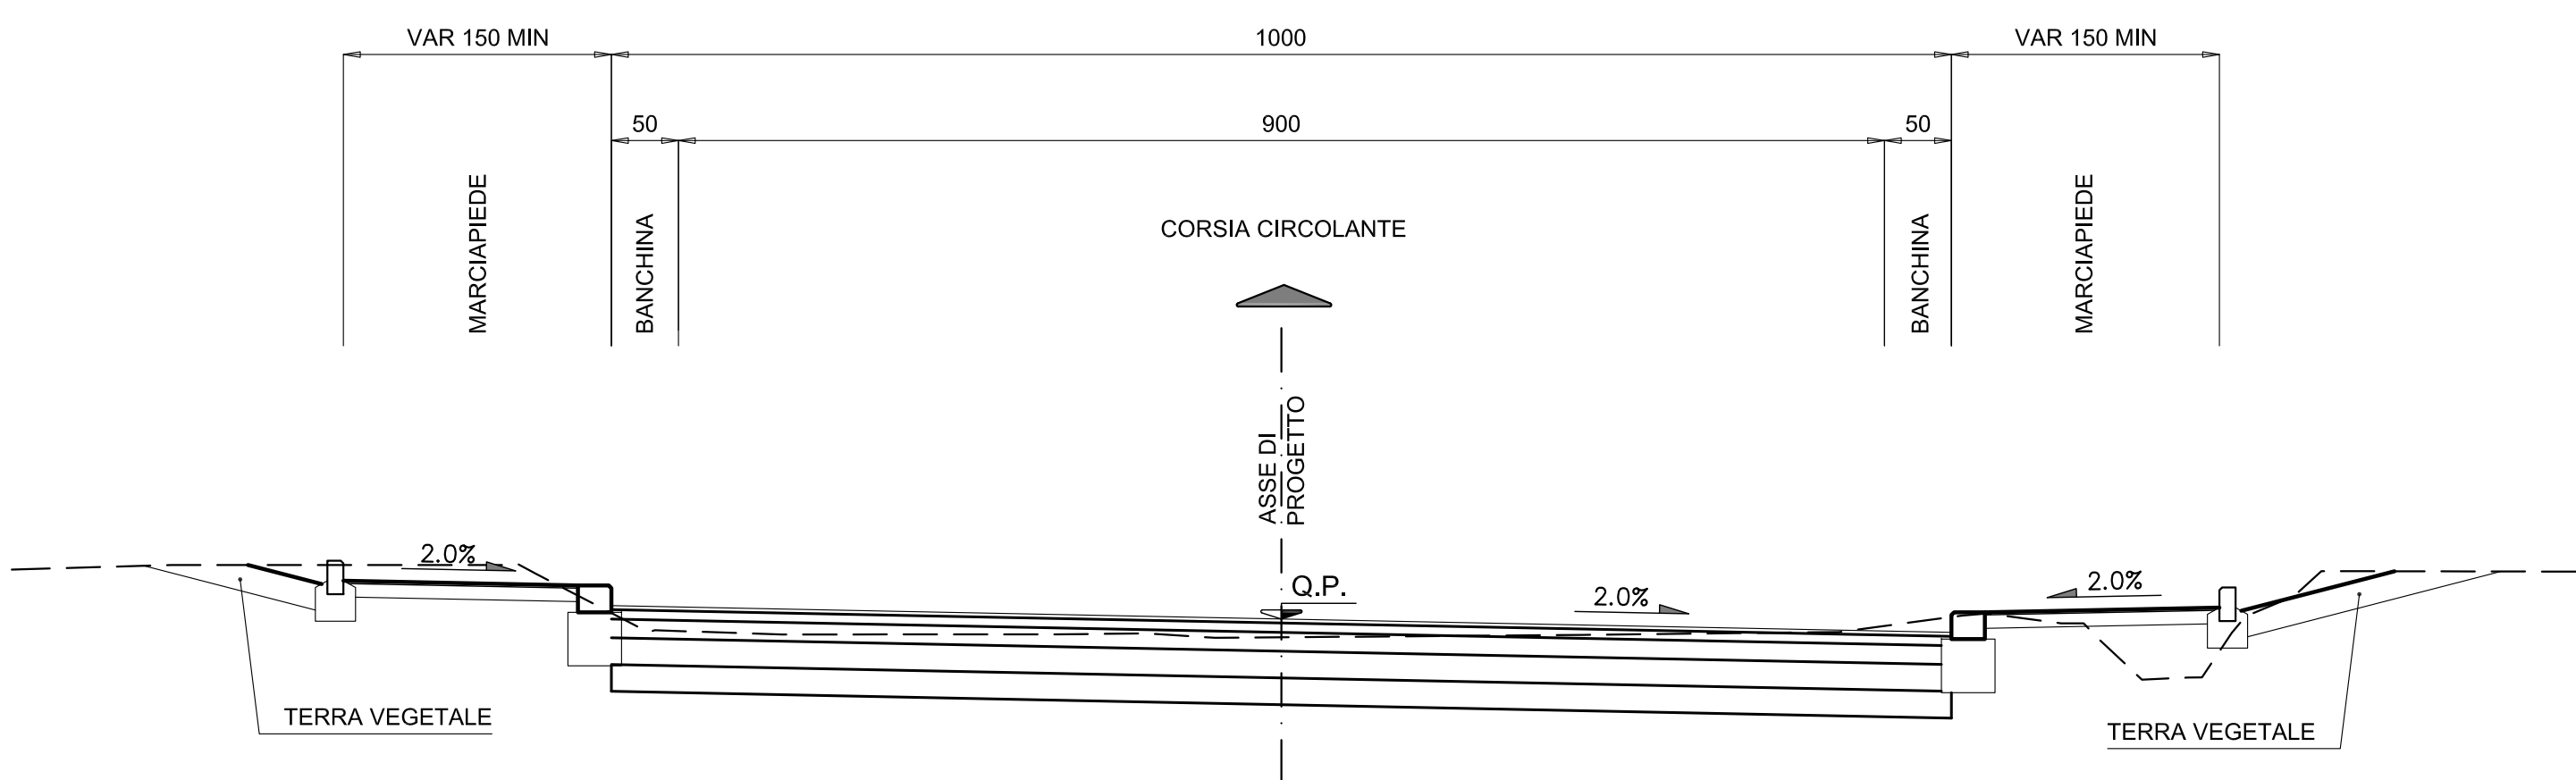 VAR 150 MIN
1000
VAR 150 MIN
50
900
50
MARCIAPIEDE
BANCHINA
CORSIA CIRCOLANTE
BANCHINA
MARCIAPIEDE
ASSE DI
PROGETTO
2.0%
Q.P.
2.0%
2.0%
TERRA VEGETALE
TERRA VEGETALE